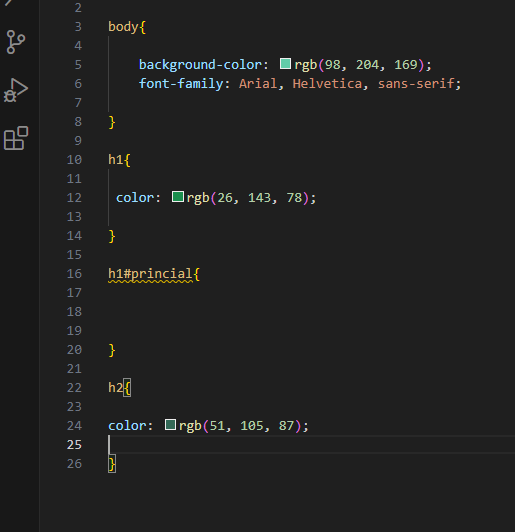 2
3 body{
4
5 background-color: rgb(98, 204, 169);
6 font-family: Arial, Helvetica, sans-serif;
7
8 }
9
10 h1{
11
12 color: rgb(26, 143, 78);
13
14 }
15
16 h1#princial{
17
18
19
20 }
21
22 h2{
23
24 color: rgb(51, 105, 87);
25
26 }